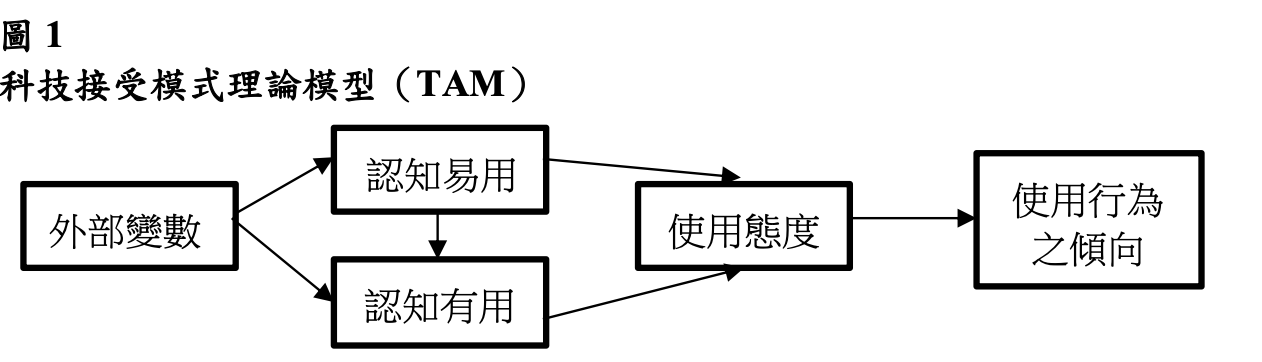 圖 1
科技接受模式理論模型（TAM）
外部變數
認知易用
認知有用
使用態度
使用行為
之傾向